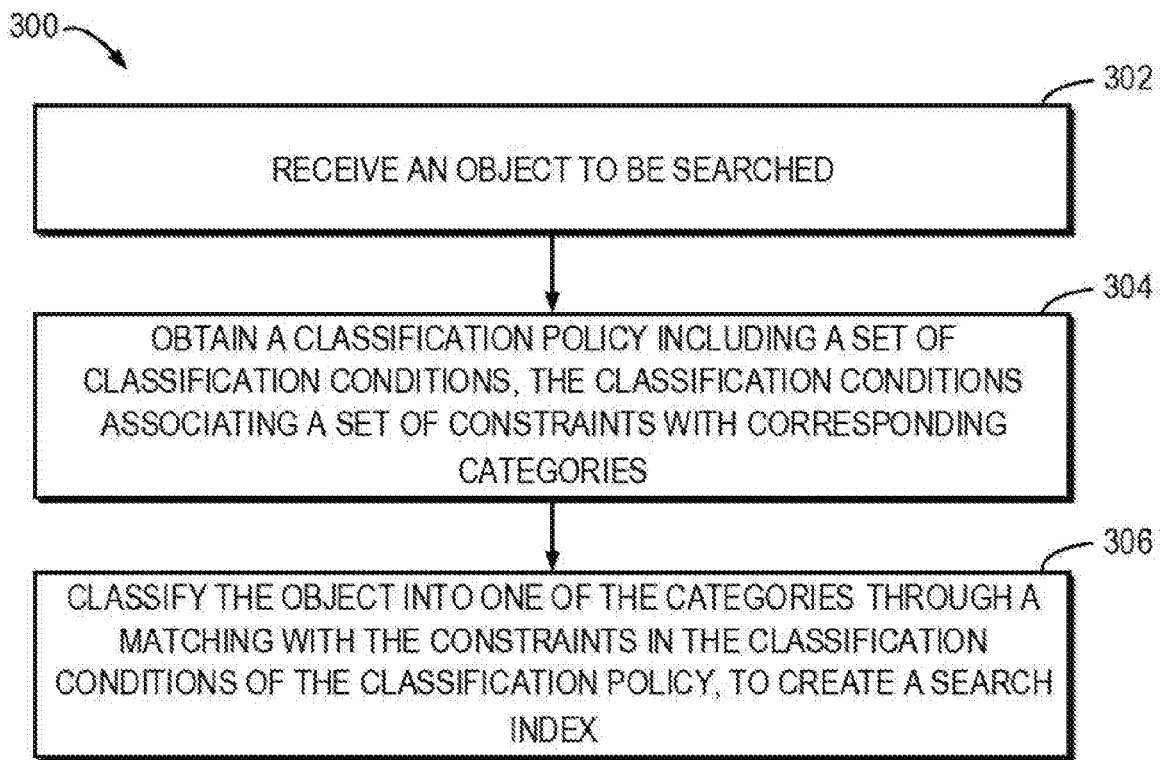 300
302
RECEIVE AN OBJECT TO BE SEARCHED
304
OBTAIN A CLASSIFICATION POLICY INCLUDING A SET OF
CLASSIFICATION CONDITIONS, THE CLASSIFICATION CONDITIONS
ASSOCIATING A SET OF CONSTRAINTS WITH CORRESPONDING
CATEGORIES
306
CLASSIFY THE OBJECT INTO ONE OF THE CATEGORIES THROUGH A
MATCHING WITH THE CONSTRAINTS IN THE CLASSIFICATION
CONDITIONS OF THE CLASSIFICATION POLICY, TO CREATE A SEARCH
INDEX